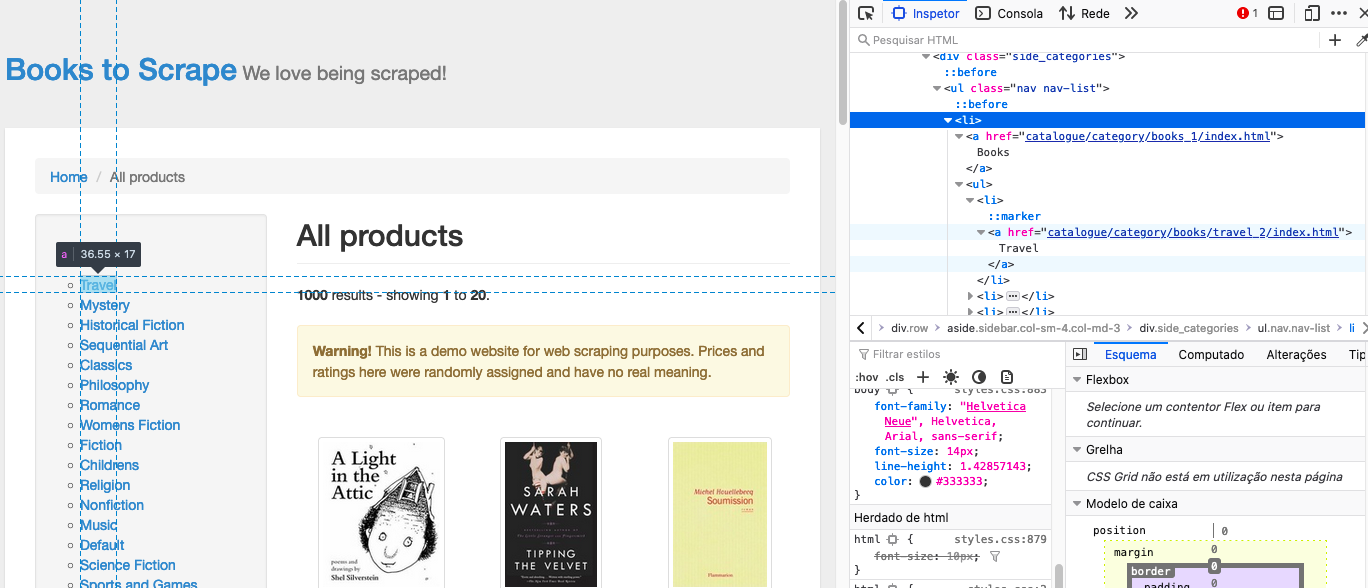 Books to Scrape We love being scraped!
Home / All products
a 36.55 × 17
Travel
Mystery
Historical Fiction
Sequential Art
Classics
Philosophy
Romance
Womens Fiction
Fiction
Childrens
Religion
Nonfiction
Music
Default
Science Fiction
Sports and Games
All products
1000 results - showing 1 to 20.
Warning! This is a demo website for web scraping purposes. Prices and
ratings here were randomly assigned and have no real meaning.
A Light
in the
Attic
poems and
drawings by
Shel Silverstein
SARAH
WATERS
TIPPING
THE VELVET
Michel Houellebecq
Soumission
Flammarion
Inspetor
Consola
Rede
1
Pesquisar HTML
<div class="side_categories">
::before
<ul class="nav nav-list">
::before
<li>
<a href="catalogue/category/books_1/index.html">
Books
</a>
<ul>
<li>
::marker
<a href="catalogue/category/books/travel_2/index.html">
Travel
</a>
</li>
<li> ••• </li>
<li> ••• </li>
div.row > aside.sidebar.col-sm-4.col-md-3 > div.side_categories > ul.nav.nav-list > li
Filtrar estilos
:hov .cls
body { styles.css:883
font-family: "Helvetica
Neue", Helvetica,
Arial, sans-serif;
font-size: 14px;
line-height: 1.42857143;
color: #333333;
}
Herdado de html
html { styles.css:879
font-size: 10px;
}
html {
Esquema
Computado
Alterações
Flexbox
Selecione um contentor Flex ou item para
continuar.
Grelha
CSS Grid não está em utilização nesta página
Modelo de caixa
position 0
margin 0
border 0
padding 0